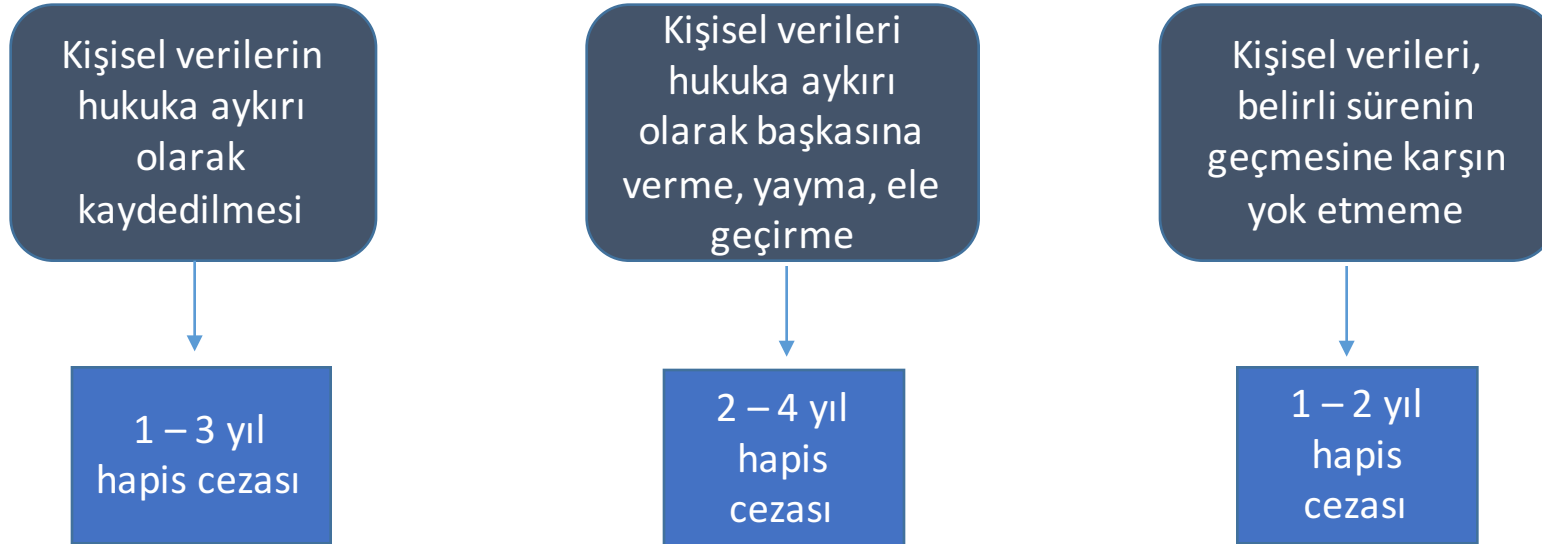 Kişisel verilerin
hukuka aykırı
olarak
kaydedilmesi
1 – 3 yıl
hapis cezası
Kişisel verileri
hukuka aykırı
olarak başkasına
verme, yayma, ele
geçirme
2 – 4 yıl
hapis
cezası
Kişisel verileri,
belirli sürenin
geçmesine karşın
yok etmeme
1 – 2 yıl
hapis
cezası